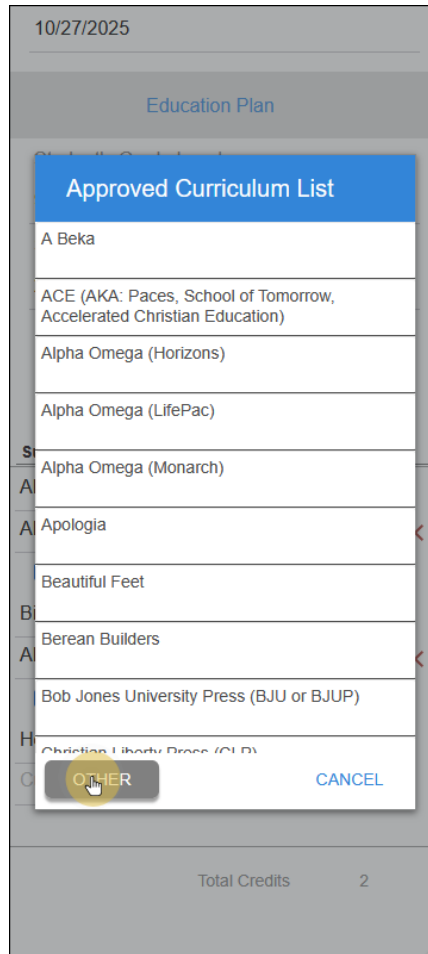 10/27/2025
Education Plan
Approved Curriculum List
A Beka
ACE (AKA: Paces, School of Tomorrow,
Accelerated Christian Education)
Alpha Omega (Horizons)
Alpha Omega (LifePac)
Alpha Omega (Monarch)
Apologia
Beautiful Feet
Berean Builders
Bob Jones University Press (BJU or BJUP)
Christian Liberty Press (CLP)
OTHER
CANCEL
Total Credits 2